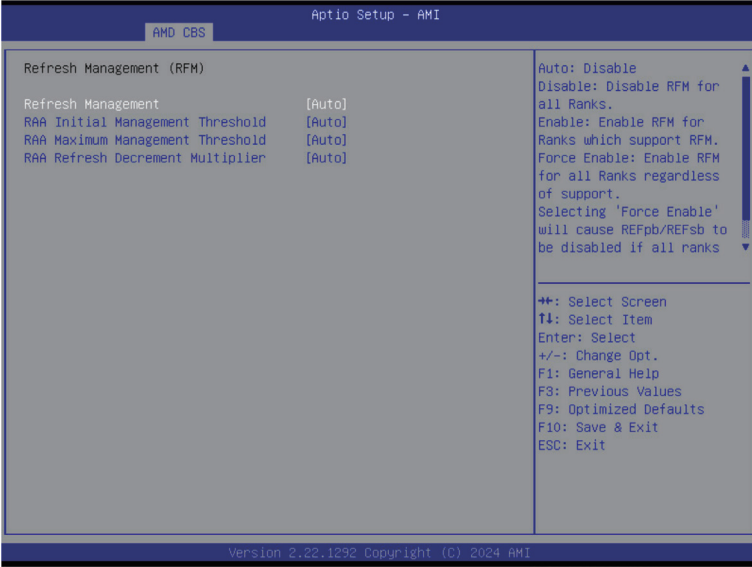 Aptio Setup – AMI
AMD CBS
Refresh Management (RFM)
Refresh Management [Auto]
RAA Initial Management Threshold [Auto]
RAA Maximum Management Threshold [Auto]
RAA Refresh Decrement Multiplier [Auto]
Auto: Disable
Disable: Disable RFM for
all Ranks.
Enable: Enable RFM for
Ranks which support RFM.
Force Enable: Enable RFM
for all Ranks regardless
of support.
Selecting 'Force Enable'
will cause REFpb/REFsb to
be disabled if all ranks
→←: Select Screen
↑↓: Select Item
Enter: Select
+/-: Change Opt.
F1: General Help
F3: Previous Values
F9: Optimized Defaults
F10: Save & Exit
ESC: Exit
Version 2.22.1292 Copyright (C) 2024 AMI